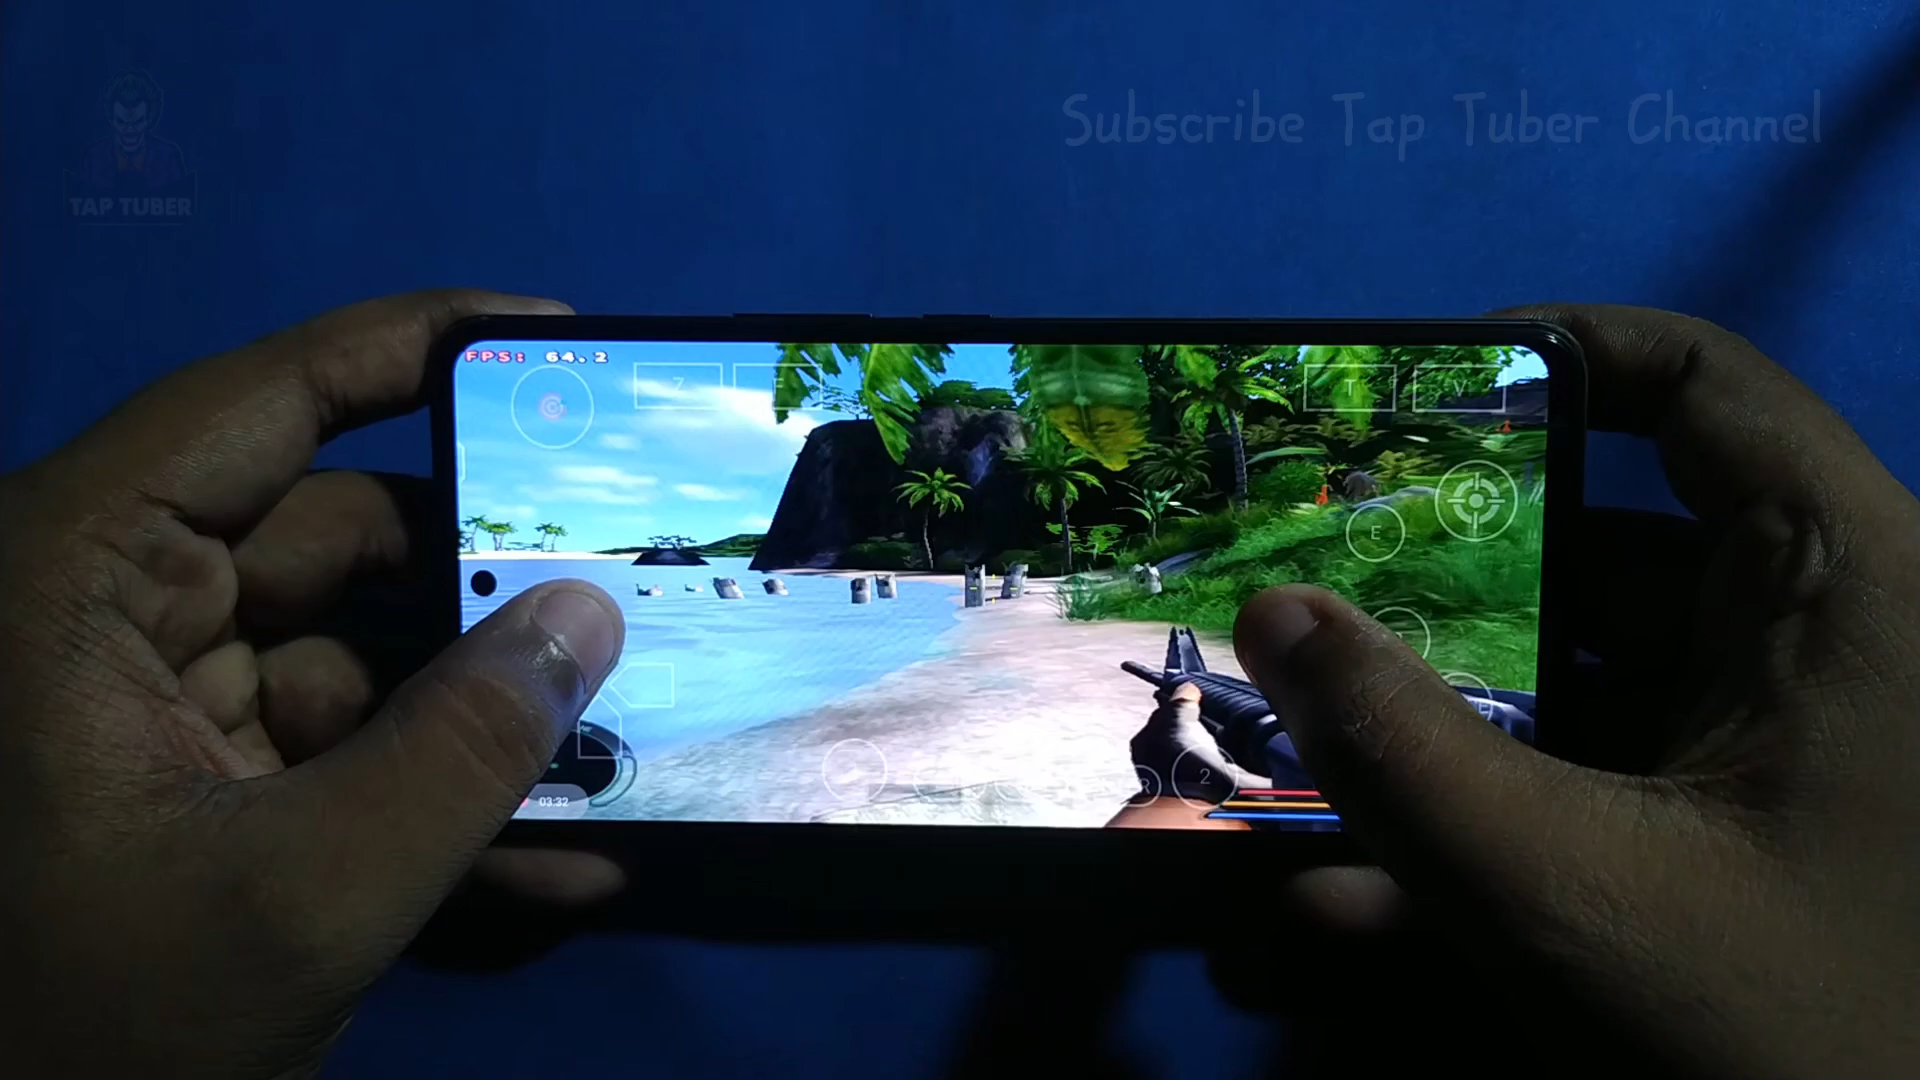 Subscribe Tap Tuber Channel
TAP TUBER
FPS: 64.2
Z
T
V
E
2
03:32